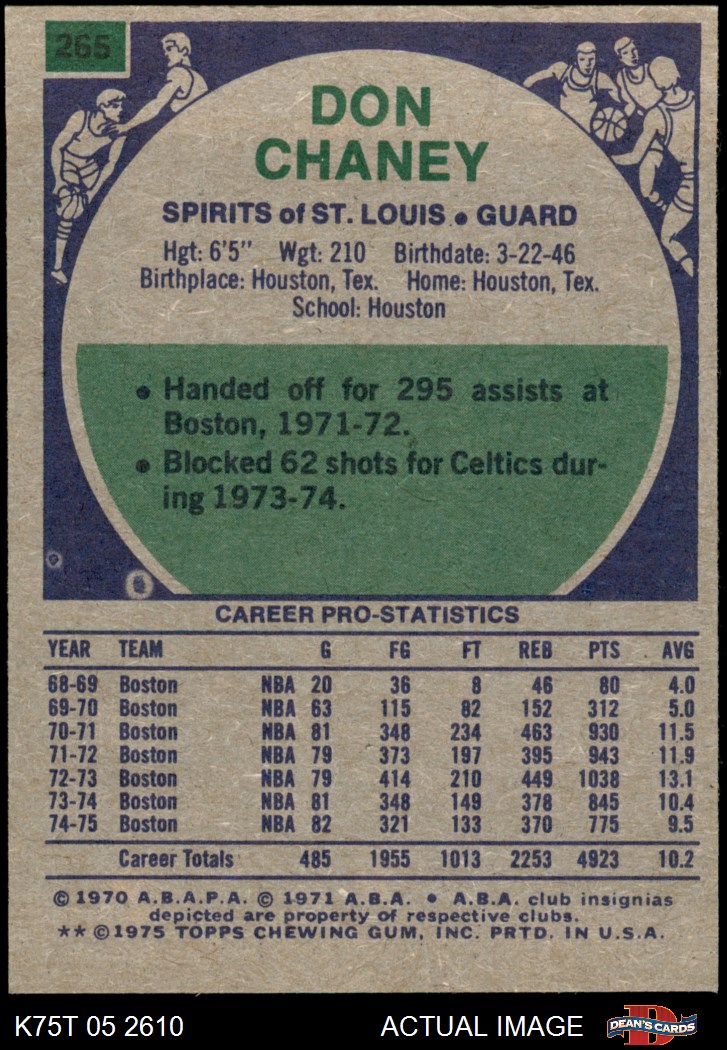 265
DON
CHANEY
SPIRITS of ST. LOUIS • GUARD
Hgt: 6'5" Wgt: 210 Birthdate: 3-22-46
Birthplace: Houston, Tex. Home: Houston, Tex.
School: Houston
• Handed off for 295 assists at
Boston, 1971-72.
• Blocked 62 shots for Celtics dur-
ing 1973-74.
CAREER PRO-STATISTICS
YEAR TEAM G FG FT REB PTS AVG
68-69 Boston NBA 20 36 8 46 80 4.0
69-70 Boston NBA 63 115 82 152 312 5.0
70-71 Boston NBA 81 348 234 463 930 11.5
71-72 Boston NBA 79 373 197 395 943 11.9
72-73 Boston NBA 79 414 210 449 1038 13.1
73-74 Boston NBA 81 348 149 378 845 10.4
74-75 Boston NBA 82 321 133 370 775 9.5
Career Totals 485 1955 1013 2253 4923 10.2
© 1970 A.B.A.P.A. © 1971 A.B.A. • A.B.A. club insignias
depicted are property of respective clubs.
** © 1975 TOPPS CHEWING GUM, INC. PRTD. IN U.S.A.
K75T 05 2610 ACTUAL IMAGE D DEAN'S CARDS